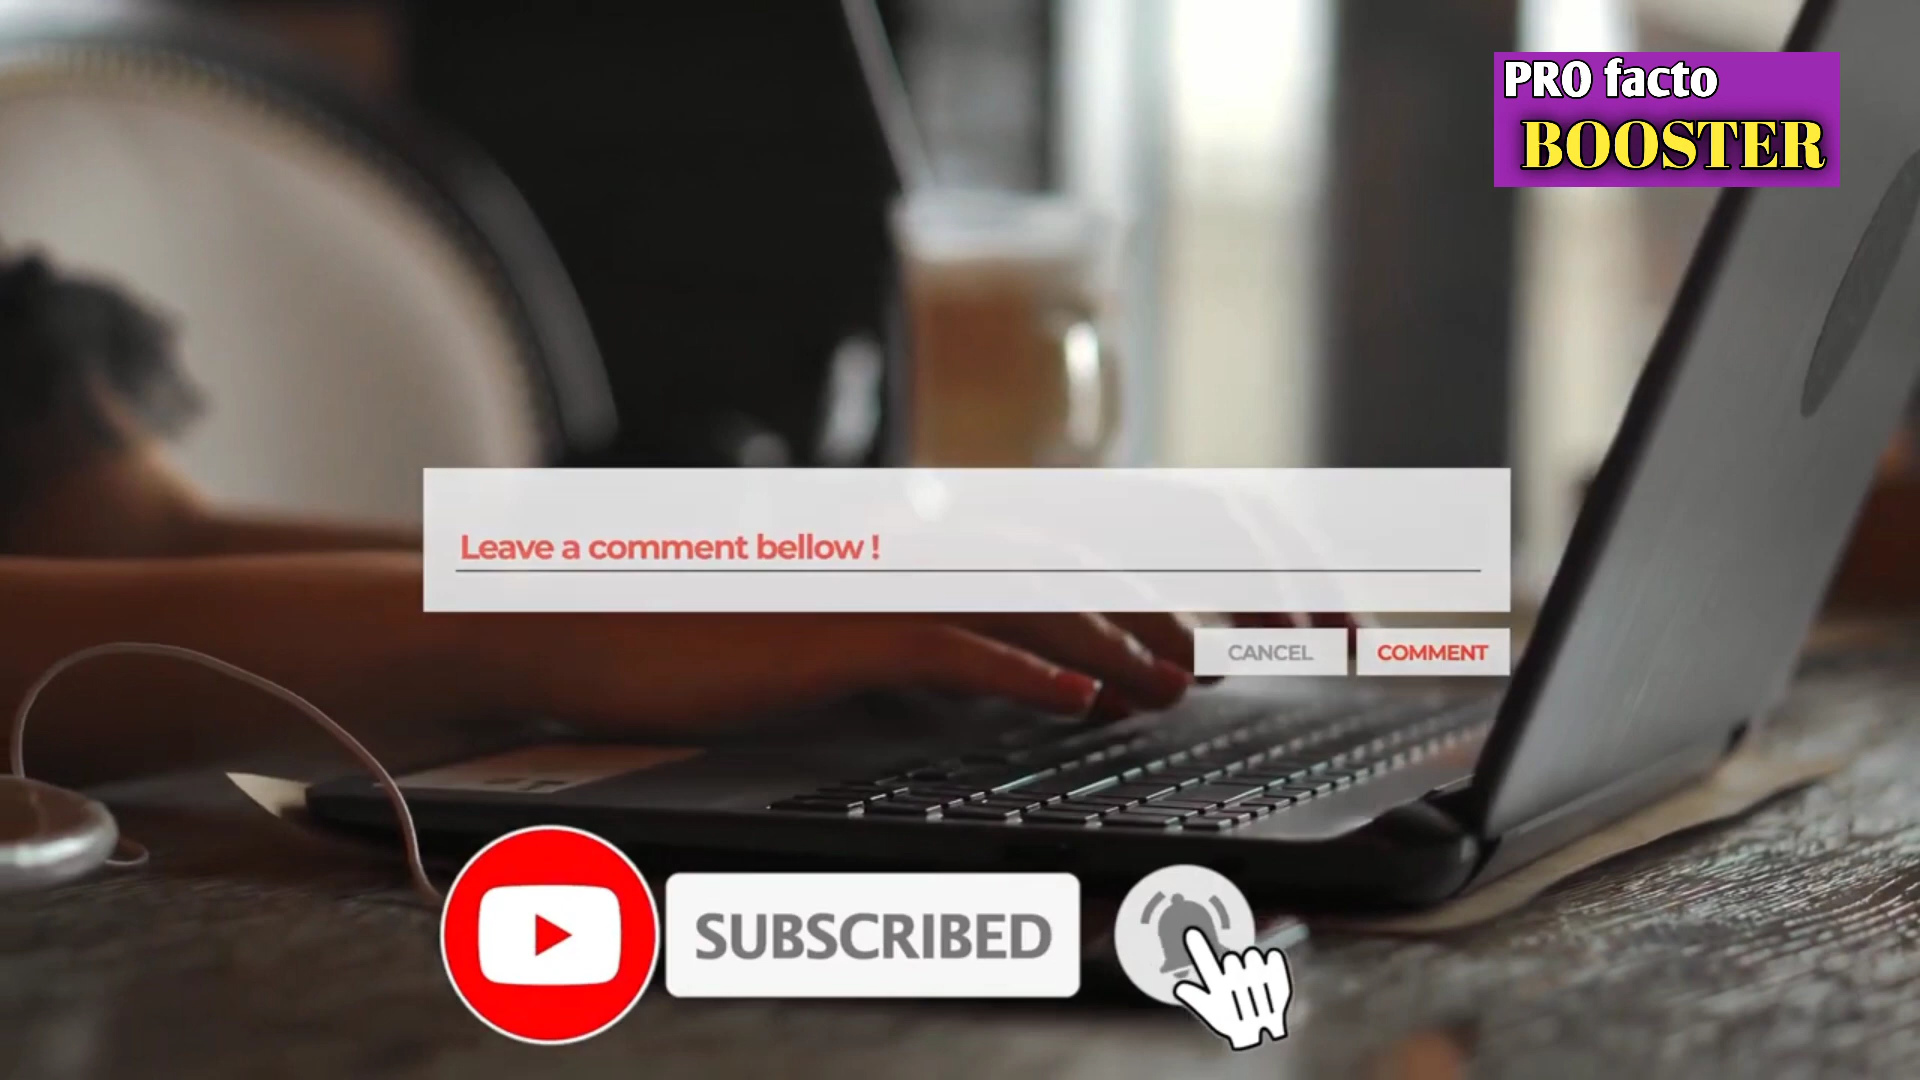 PRO facto
BOOSTER
Leave a comment bellow !
CANCEL
COMMENT
SUBSCRIBED